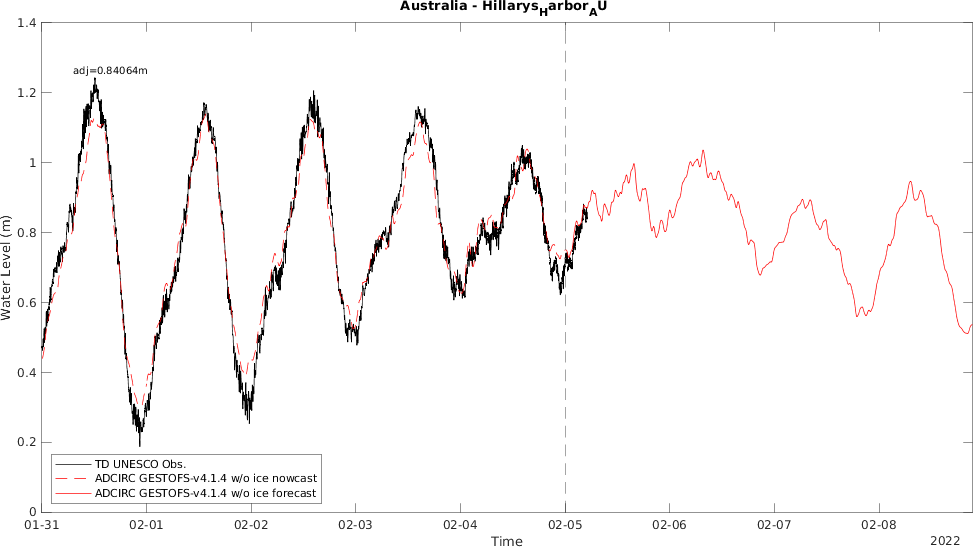 Australia - HillarysHarborAU
adj=0.84064m
1.4
1.2
1
0.8
0.6
0.4
0.2
0
Water Level (m)
TD UNESCO Obs.
ADCIRC GESTOFS-v4.1.4 w/o ice nowcast
ADCIRC GESTOFS-v4.1.4 w/o ice forecast
01-31 02-01 02-02 02-03 02-04 02-05 02-06 02-07 02-08
Time
2022